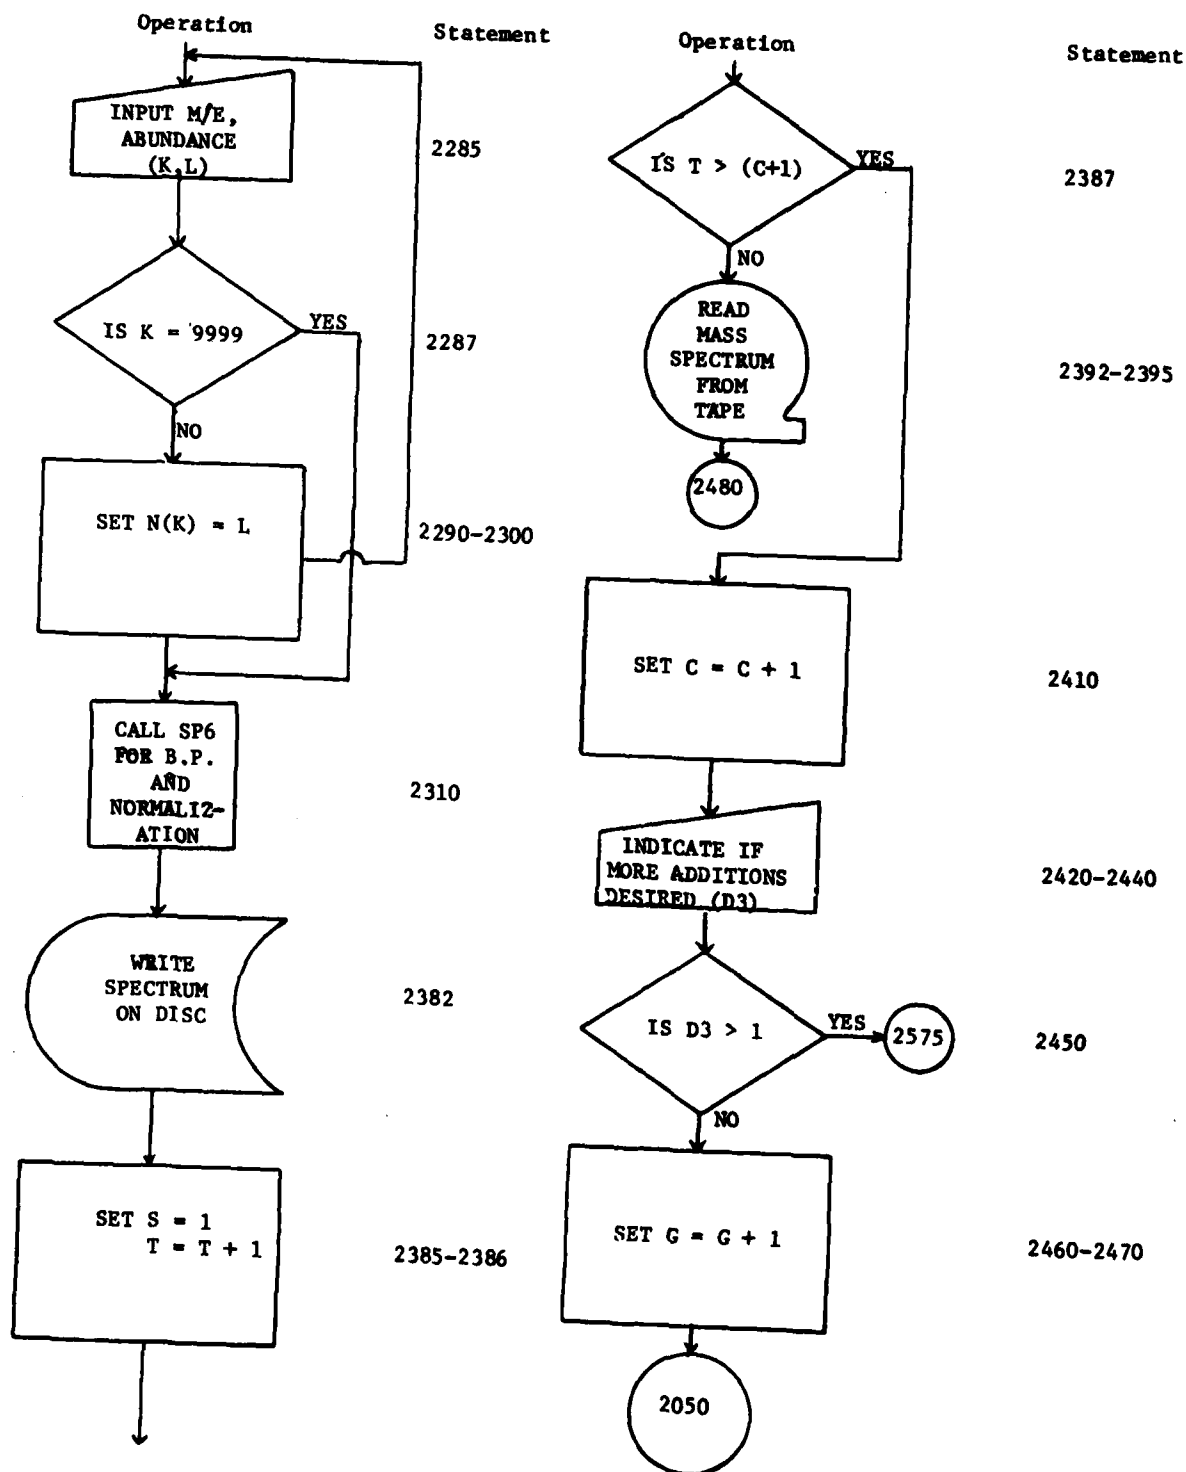 Operation
Statement
INPUT M/E,
ABUNDANCE
(K,L)
2285
IS K = 9999
YES
2287
NO
SET N(K) = L
2290-2300
CALL SP6
FOR B.P.
AND
NORMALIZ-
ATION
2310
WRITE
SPECTRUM
ON DISC
2382
SET S = 1
T = T + 1
2385-2386
Operation
Statement
IS T > (C+1)
YES
2387
NO
READ
MASS
SPECTRUM
FROM
TAPE
2392-2395
2480
SET C = C + 1
2410
INDICATE IF
MORE ADDITIONS
DESIRED (D3)
2420-2440
IS D3 > 1
YES
2575
2450
NO
SET G = G + 1
2460-2470
2050